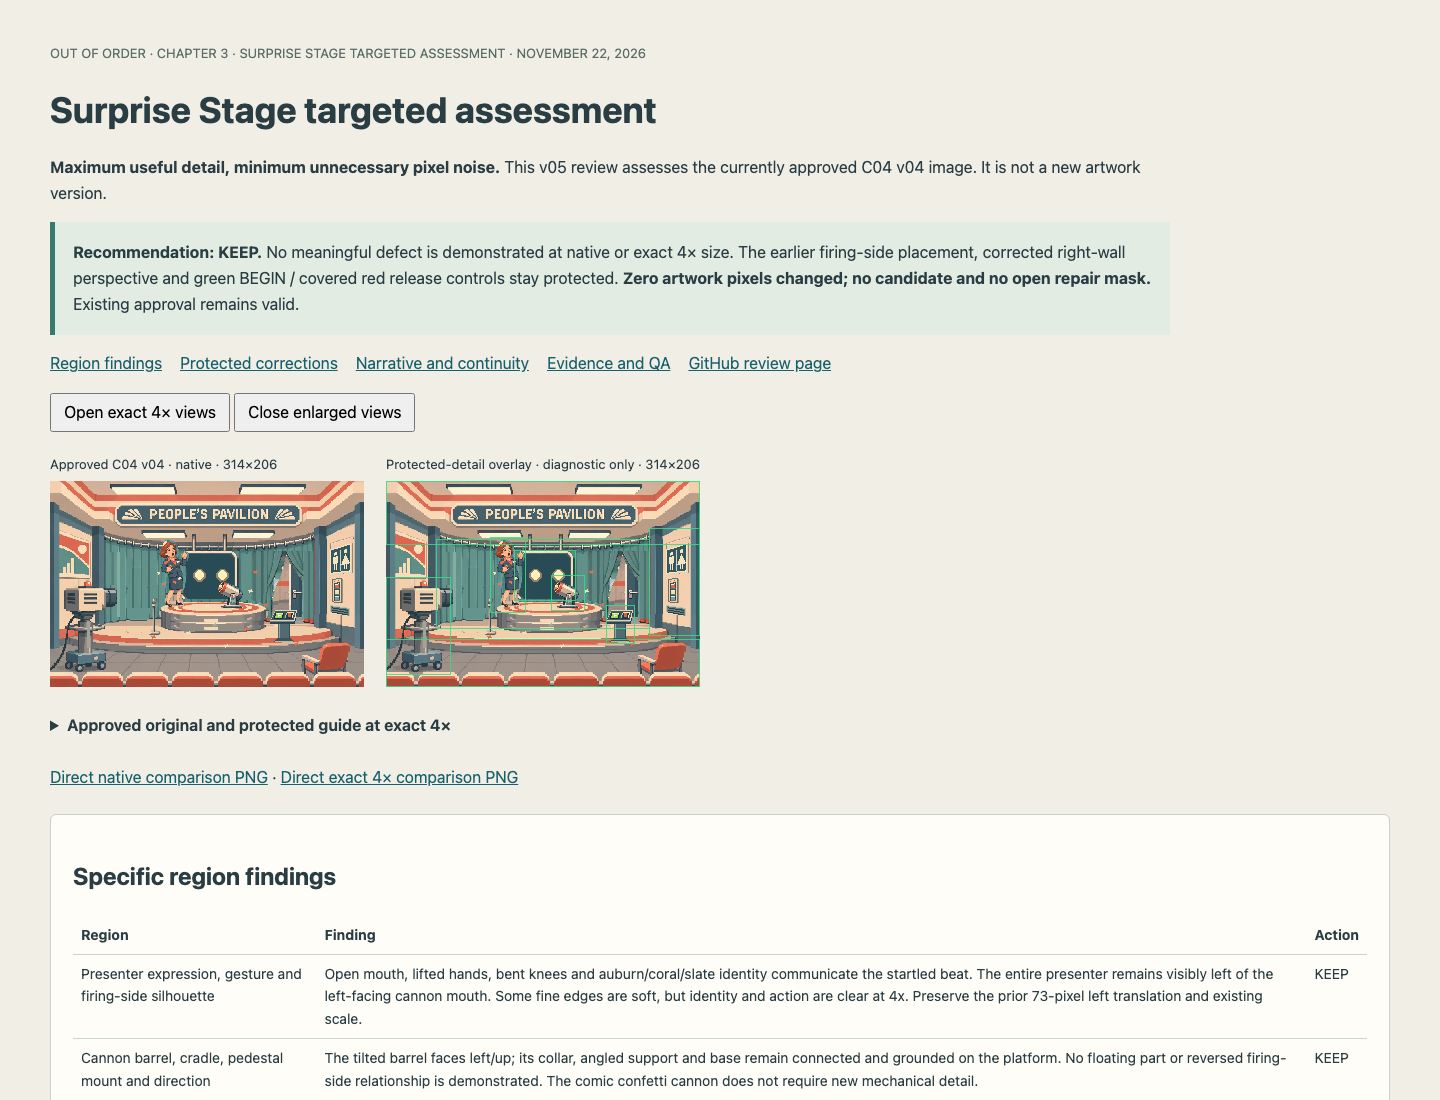 OUT OF ORDER · CHAPTER 3 · SURPRISE STAGE TARGETED ASSESSMENT · NOVEMBER 22, 2026
Surprise Stage targeted assessment
Maximum useful detail, minimum unnecessary pixel noise. This v05 review assesses the currently approved C04 v04 image. It is not a new artwork
version.
Recommendation: KEEP. No meaningful defect is demonstrated at native or exact 4× size. The earlier firing-side placement, corrected right-wall
perspective and green BEGIN / covered red release controls stay protected. Zero artwork pixels changed; no candidate and no open repair mask.
Existing approval remains valid.
Region findings Protected corrections Narrative and continuity Evidence and QA GitHub review page
Open exact 4× views Close enlarged views
Approved C04 v04 · native · 314×206 Protected-detail overlay · diagnostic only · 314×206
PEOPLE'S PAVILION PEOPLE'S PAVILION
Approved original and protected guide at exact 4×
Direct native comparison PNG · Direct exact 4× comparison PNG
Specific region findings
Region Finding Action
Presenter expression, gesture and Open mouth, lifted hands, bent knees and auburn/coral/slate identity communicate the startled beat. The entire presenter remains visibly left of the KEEP
firing-side silhouette left-facing cannon mouth. Some fine edges are soft, but identity and action are clear at 4x. Preserve the prior 73-pixel left translation and existing
scale.
Cannon barrel, cradle, pedestal The tilted barrel faces left/up; its collar, angled support and base remain connected and grounded on the platform. No floating part or reversed firing- KEEP
mount and direction side relationship is demonstrated. The comic confetti cannon does not require new mechanical detail.